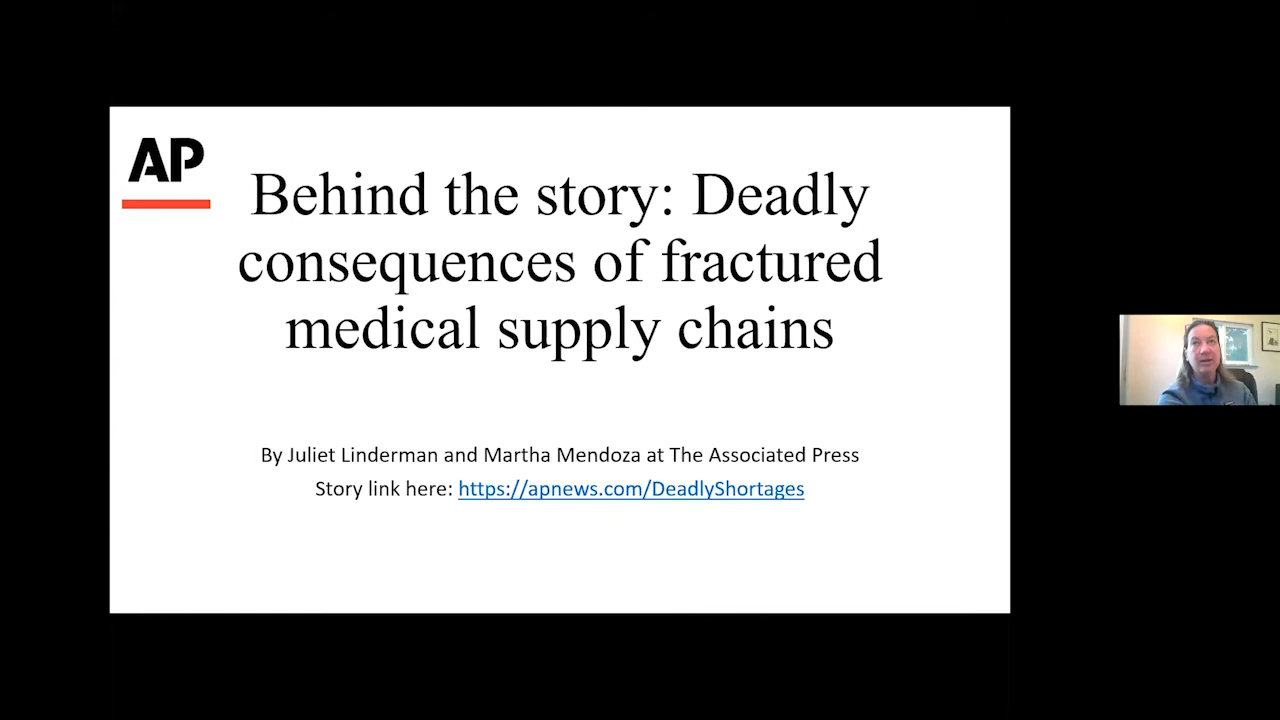 AP
Behind the story: Deadly
consequences of fractured
medical supply chains
By Juliet Linderman and Martha Mendoza at The Associated Press
Story link here: https://apnews.com/DeadlyShortages